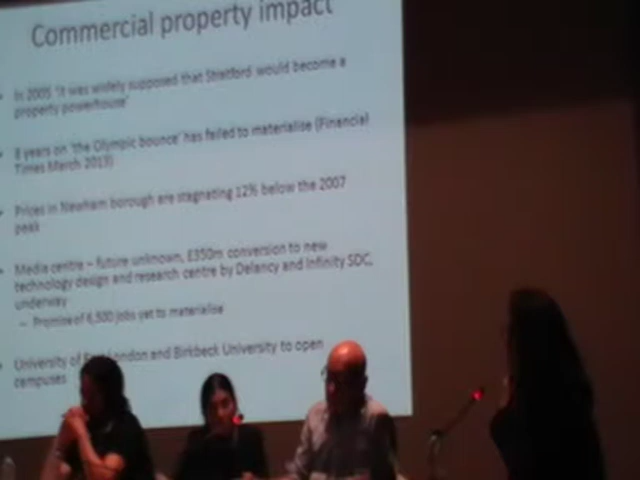 Commercial property impact
In 2005 'it was widely supposed that Stratford would become a
property powerhouse'
8 years on 'the Olympic bounce' has failed to materialise (Financial
Times March 2013)
Prices in Newham borough are stagnating 12% below the 2007
peak
Media centre – future unknown, £350m conversion to new
technology design and research centre by Delancy and Infinity SDC,
underway
– Promise of 6,500 jobs yet to materialise
University of London and Birkbeck University to open
campuses